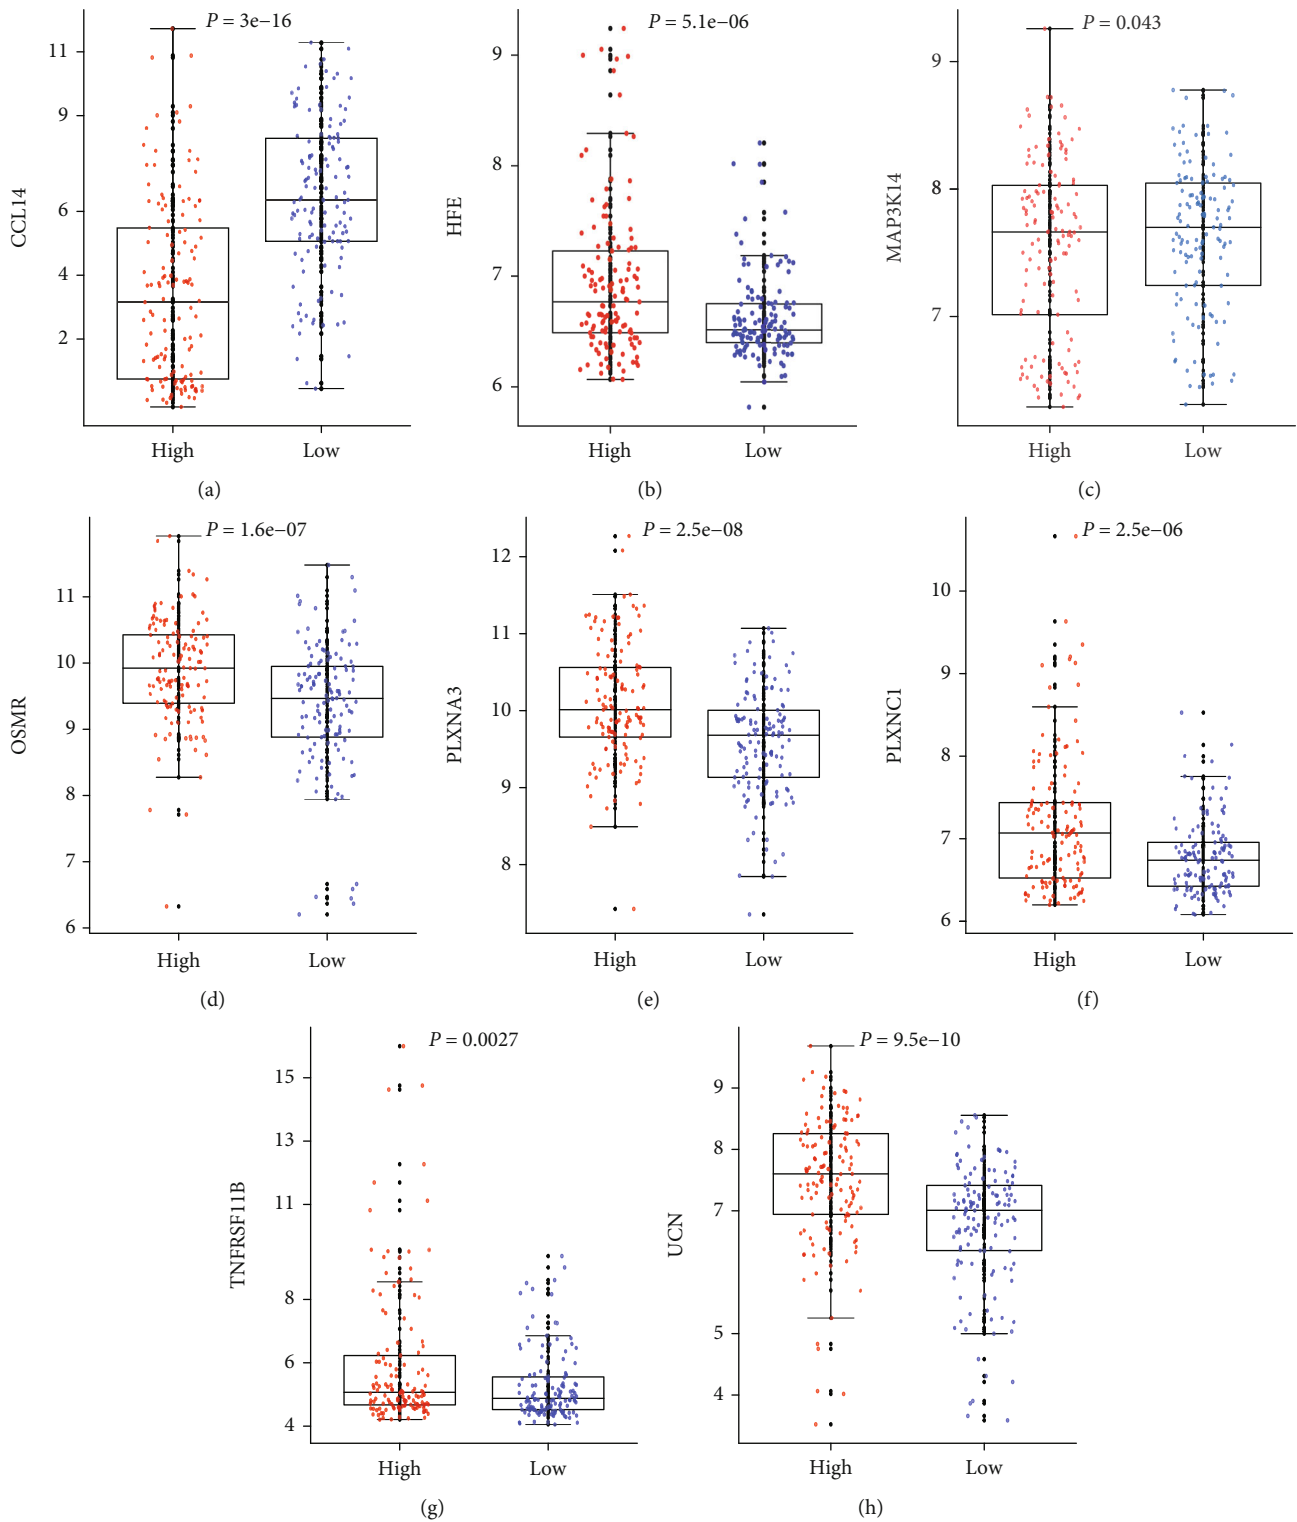 P = 3e−16
CCL14
11
9
6
4
2
High Low
(a)
P = 5.1e−06
HFE
9
8
7
6
High Low
(b)
P = 0.043
MAP3K14
9
8
7
High Low
(c)
P = 1.6e−07
OSMR
11
10
9
8
7
6
High Low
(d)
P = 2.5e−08
PLXNA3
12
11
10
9
8
High Low
(e)
P = 2.5e−06
PLXNC1
10
9
8
7
6
High Low
(f)
P = 0.0027
TNFRSF11B
15
13
11
8
6
4
High Low
(g)
P = 9.5e−10
UCN
9
8
7
5
4
High Low
(h)